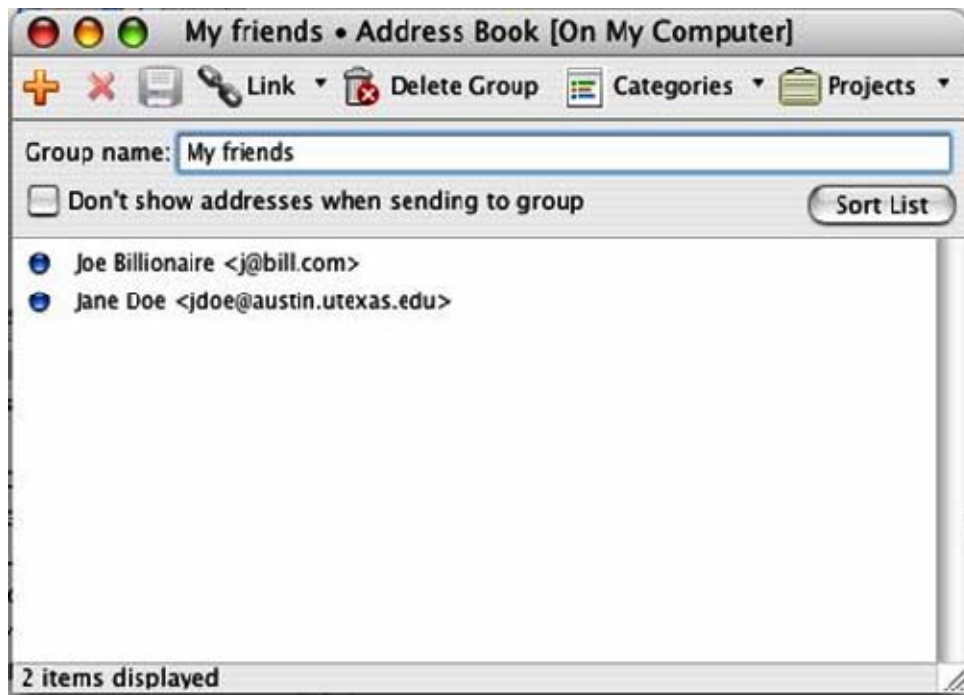 My friends • Address Book [On My Computer]
Link Delete Group Categories Projects
Group name: My friends
Don't show addresses when sending to group Sort List
Joe Billionaire <j@bill.com>
Jane Doe <jdoe@austin.utexas.edu>
2 items displayed